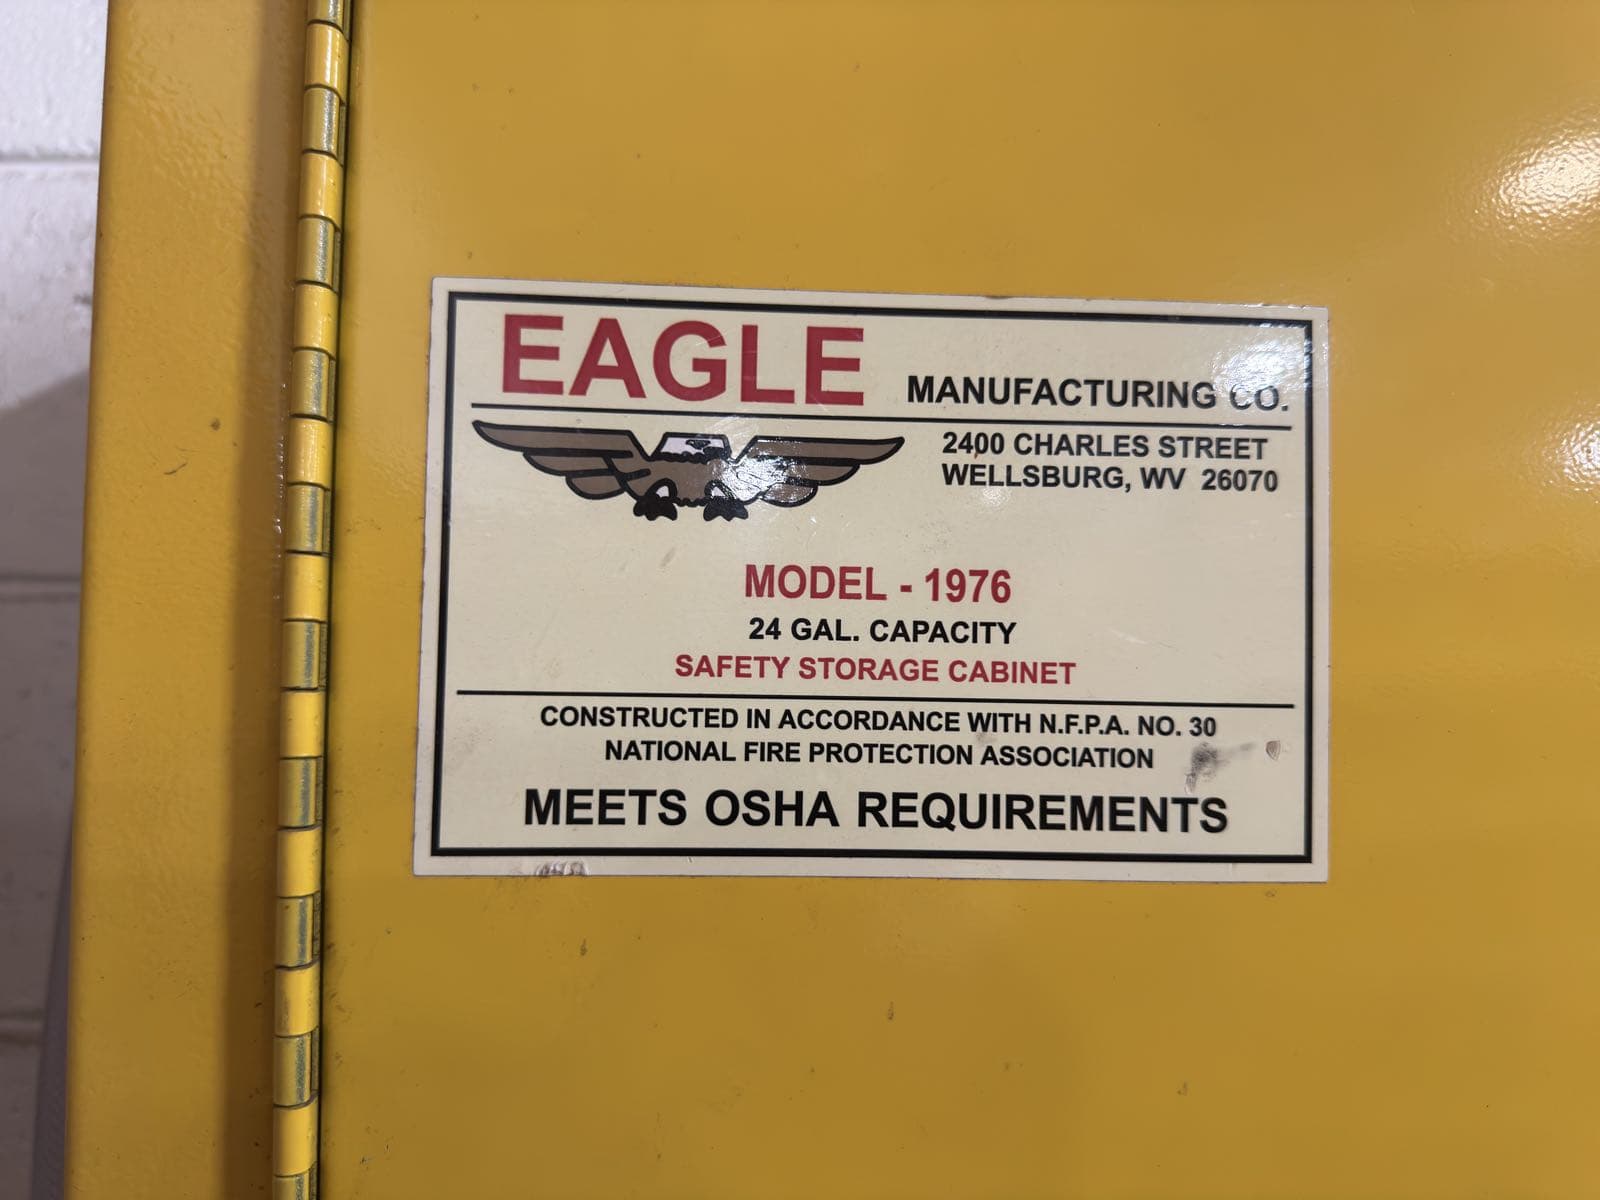 EAGLE MANUFACTURING CO.
2400 CHARLES STREET
WELLSBURG, WV 26070
MODEL - 1976
24 GAL. CAPACITY
SAFETY STORAGE CABINET
CONSTRUCTED IN ACCORDANCE WITH N.F.P.A. NO. 30
NATIONAL FIRE PROTECTION ASSOCIATION
MEETS OSHA REQUIREMENTS